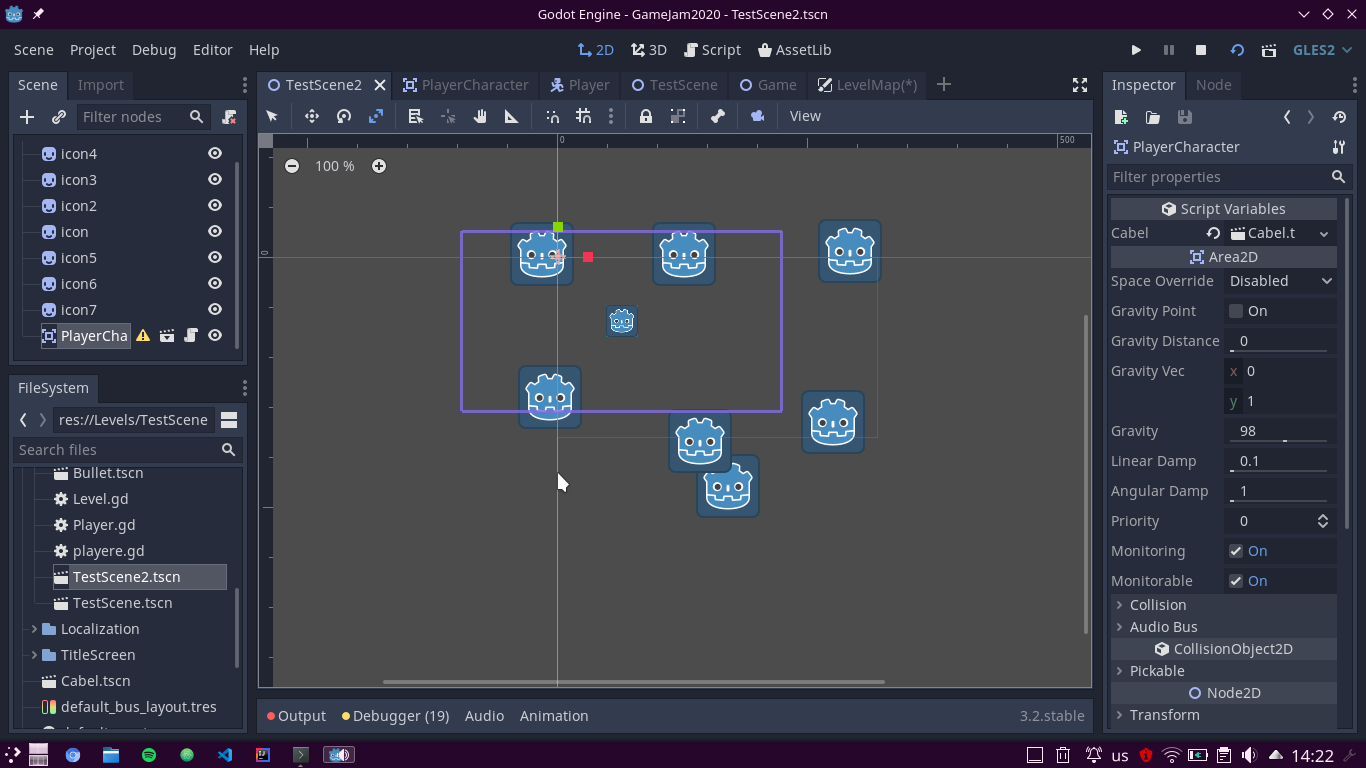 Godot Engine - GameJam2020 - TestScene2.tscn
Scene Project Debug Editor Help
2D 3D Script AssetLib
GLES2
Scene Import
Filter nodes
icon4
icon3
icon2
icon
icon5
icon6
icon7
PlayerCha
FileSystem
res://Levels/TestScene
Search files
Bullet.tscn
Level.gd
Player.gd
playere.gd
TestScene2.tscn
TestScene.tscn
Localization
TitleScreen
Cabel.tscn
default_bus_layout.tres
TestScene2 PlayerCharacter Player TestScene Game LevelMap(*)
View
0 500
100 %
0
Output Debugger (19) Audio Animation 3.2.stable
Inspector Node
PlayerCharacter
Filter properties
Script Variables
Cabel Cabel.t
Area2D
Space Override Disabled
Gravity Point On
Gravity Distance 0
Gravity Vec x 0
y 1
Gravity 98
Linear Damp 0.1
Angular Damp 1
Priority 0
Monitoring On
Monitorable On
Collision
Audio Bus
CollisionObject2D
Pickable
Node2D
Transform
us 14:22